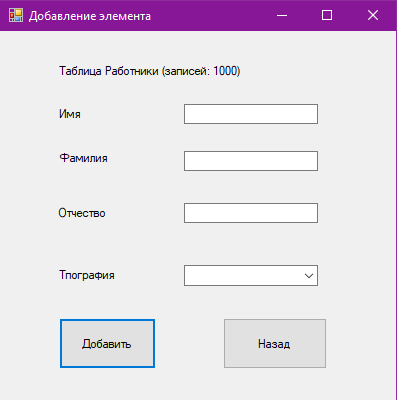 Добавление элемента
Таблица Работники (записей: 1000)
Имя
Фамилия
Отчество
Тпография
Добавить Назад